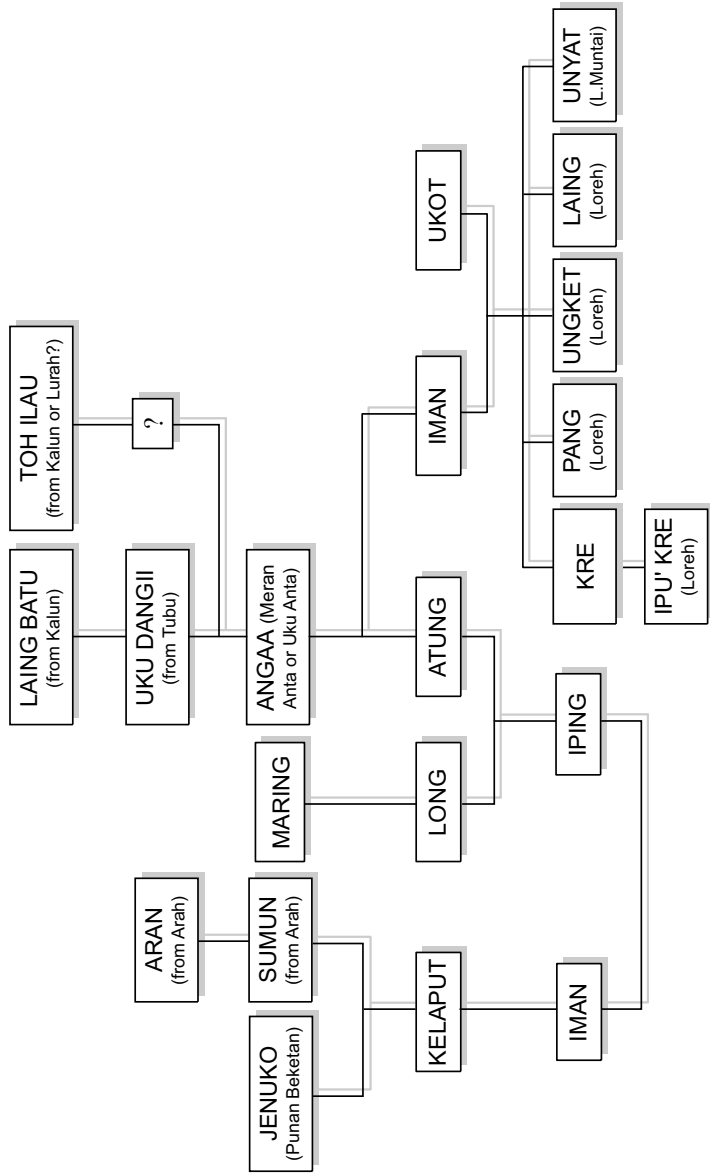 LAING BATU
(from Kalun)
TOH ILAU
(from Kalun or Lurah?)
ARAN
(from Arah)
UKU DANGII
(from Tubu)
?
JENUKO
(Punan Beketan)
SUMUN
(from Arah)
MARING
ANGAA (Meran
Anta or Uku Anta)
KELAPUT
LONG
ATUNG
IMAN
UKOT
IMAN
IPING
KRE
PANG
(Loreh)
UNGKET
(Loreh)
LAING
(Loreh)
UNYAT
(L.Muntai)
IPU' KRE
(Loreh)